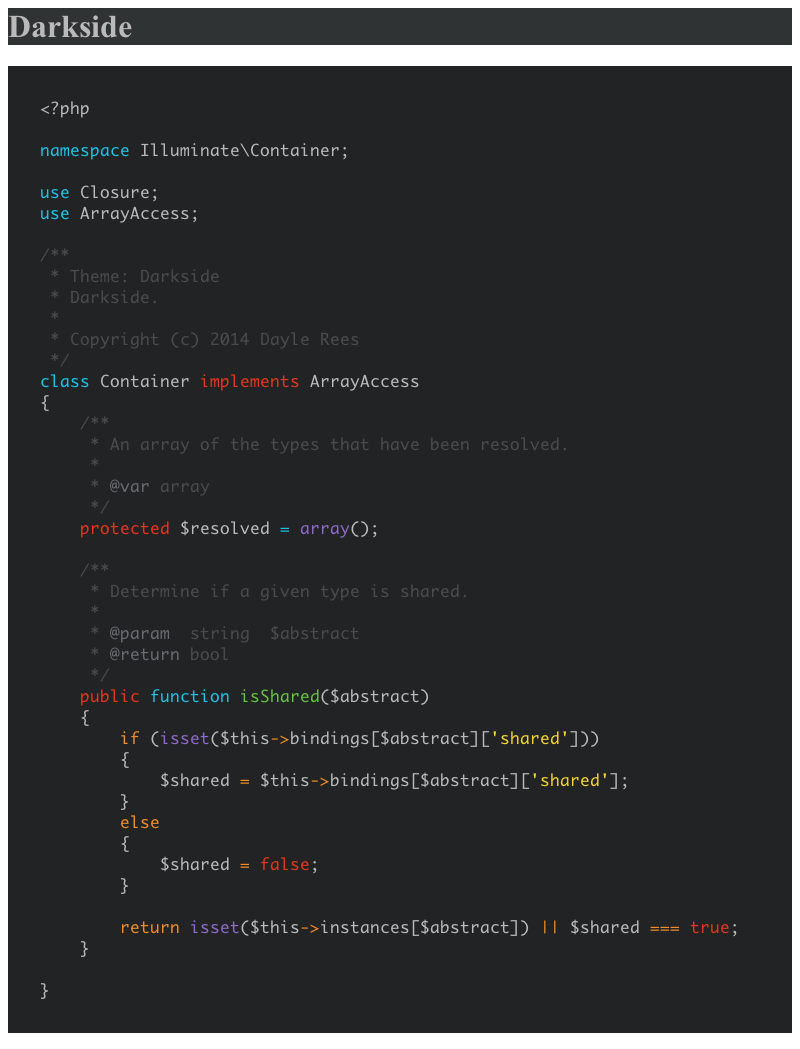 Darkside
<?php
namespace Illuminate\Container;
use Closure;
use ArrayAccess;
/**
 * Theme: Darkside
 * Darkside.
 *
 * Copyright (c) 2014 Dayle Rees
 */
class Container implements ArrayAccess
{
    /**
     * An array of the types that have been resolved.
     *
     * @var array
     */
    protected $resolved = array();
    /**
     * Determine if a given type is shared.
     *
     * @param  string  $abstract
     * @return bool
     */
    public function isShared($abstract)
    {
        if (isset($this->bindings[$abstract]['shared']))
        {
            $shared = $this->bindings[$abstract]['shared'];
        }
        else
        {
            $shared = false;
        }
        return isset($this->instances[$abstract]) || $shared === true;
    }
}